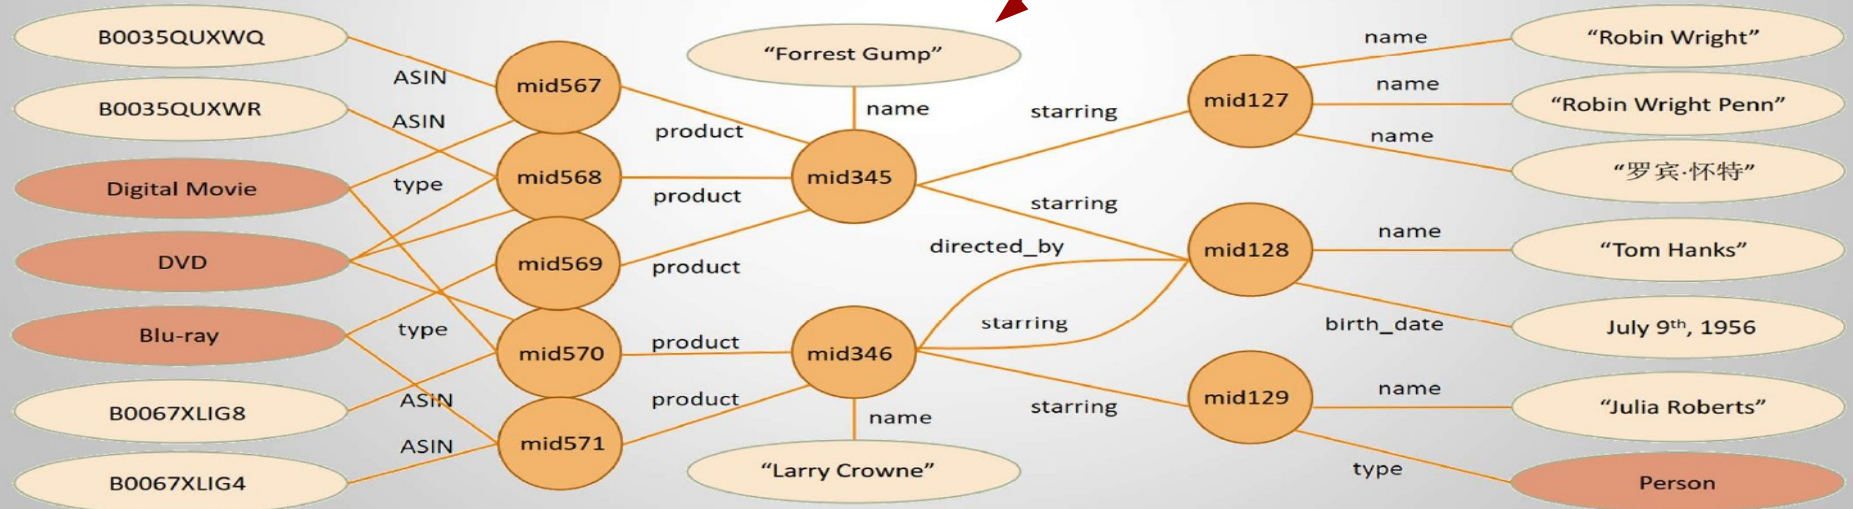 B0035QUXWQ
B0035QUXWR
Digital Movie
DVD
Blu-ray
B0067XLIG8
B0067XLIG4
ASIN
ASIN
type
type
ASIN
ASIN
mid567
mid568
mid569
mid570
mid571
product
product
product
product
product
“Forrest Gump”
name
mid345
mid346
name
“Larry Crowne”
starring
starring
directed_by
starring
starring
mid127
mid128
mid129
name
name
name
name
birth_date
name
type
“Robin Wright”
“Robin Wright Penn”
“罗宾·怀特”
“Tom Hanks”
July 9th, 1956
“Julia Roberts”
Person